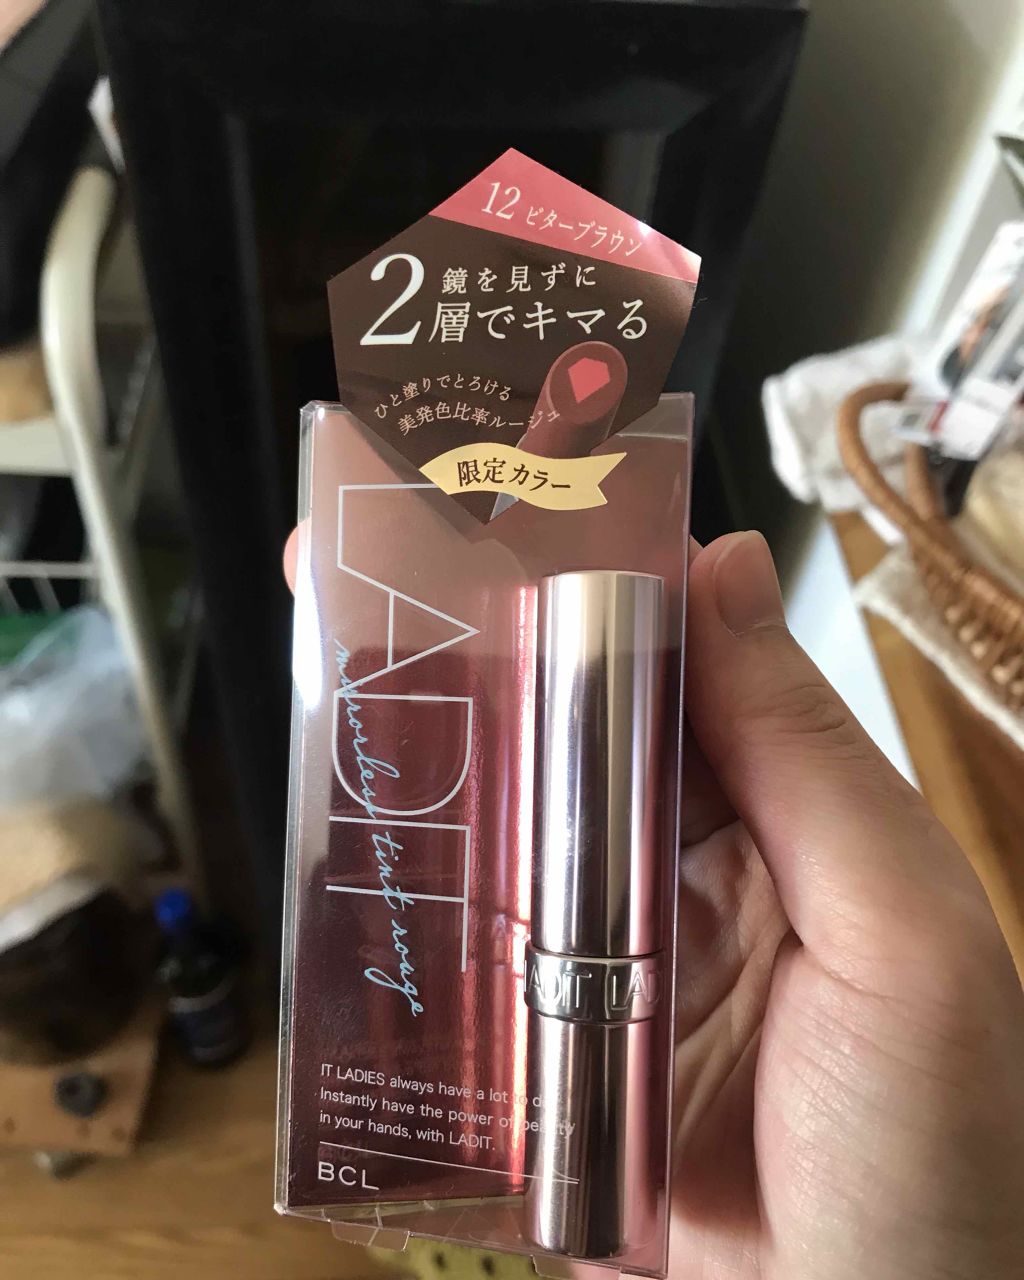 12 ビターブラウン
鏡を見ずに
2層でキマる
ひと塗りでとろける
美発色比率ルージュ
限定カラー
LADIT
mirrorless tint rouge
LADIT LAD
IT LADIES always have a lot to do.
Instantly have the power of beauty
in your hands, with LADIT.
BCL